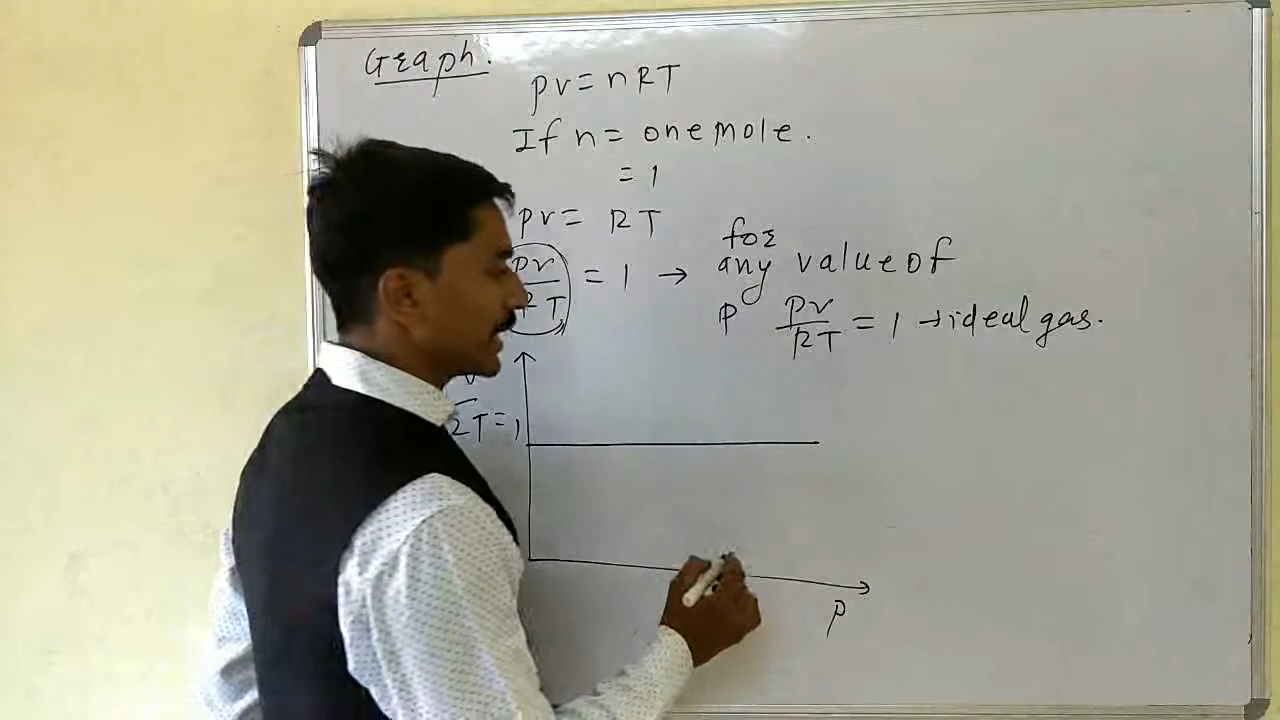 Graph.
pv = nRT
If n = one mole.
= 1
pv = RT
for
pv/RT = 1 → any value of
P pv/RT = 1 → ideal gas.
RT = 1
P